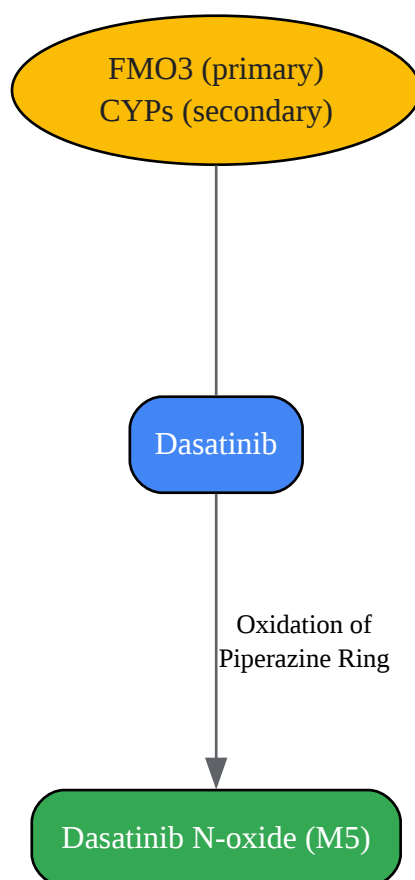 FMO3 (primary)
CYPs (secondary)
Dasatinib
Oxidation of
Piperazine Ring
Dasatinib N-oxide (M5)